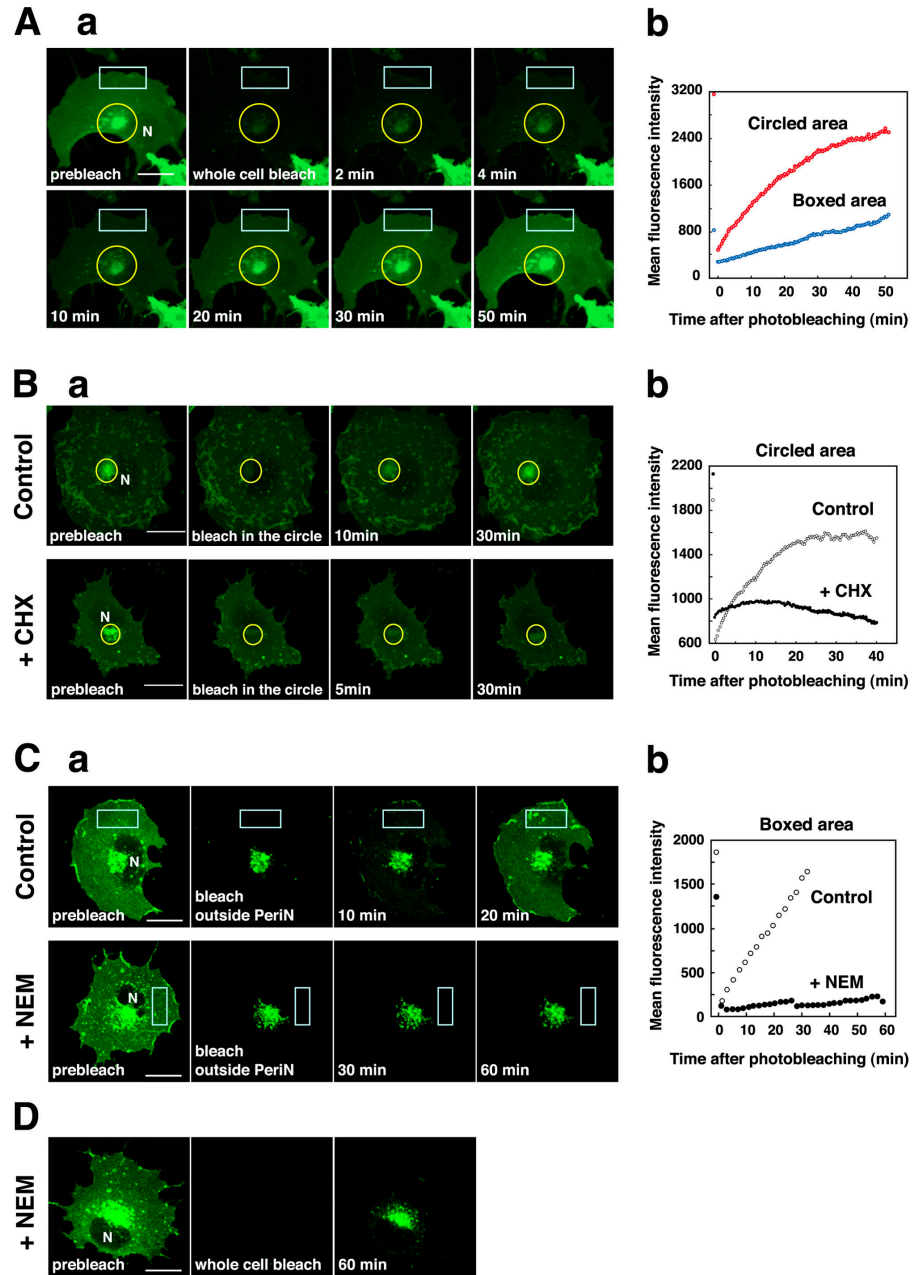 A a b
prebleach N
whole cell bleach
2 min
4 min
10 min
20 min
30 min
50 min
Mean fluorescence intensity
3200
2400
1600
800
0
Circled area
Boxed area
0 10 20 30 40 50
Time after photobleaching (min)
B a b
Control
prebleach N
bleach in the circle
10min
30min
+ CHX
N
prebleach
bleach in the circle
5min
30min
Circled area
Mean fluorescence intensity
2200
1800
1400
1000
600
Control
+ CHX
0 10 20 30 40
Time after photobleaching (min)
C a b
Control
N
prebleach
bleach
outside PeriN
10 min
20 min
+ NEM
N
prebleach
bleach
outside PeriN
30 min
60 min
Boxed area
Mean fluorescence intensity
2000
1500
1000
500
0
Control
+ NEM
0 10 20 30 40 50 60
Time after photobleaching (min)
D
+ NEM
N
prebleach
whole cell bleach
60 min